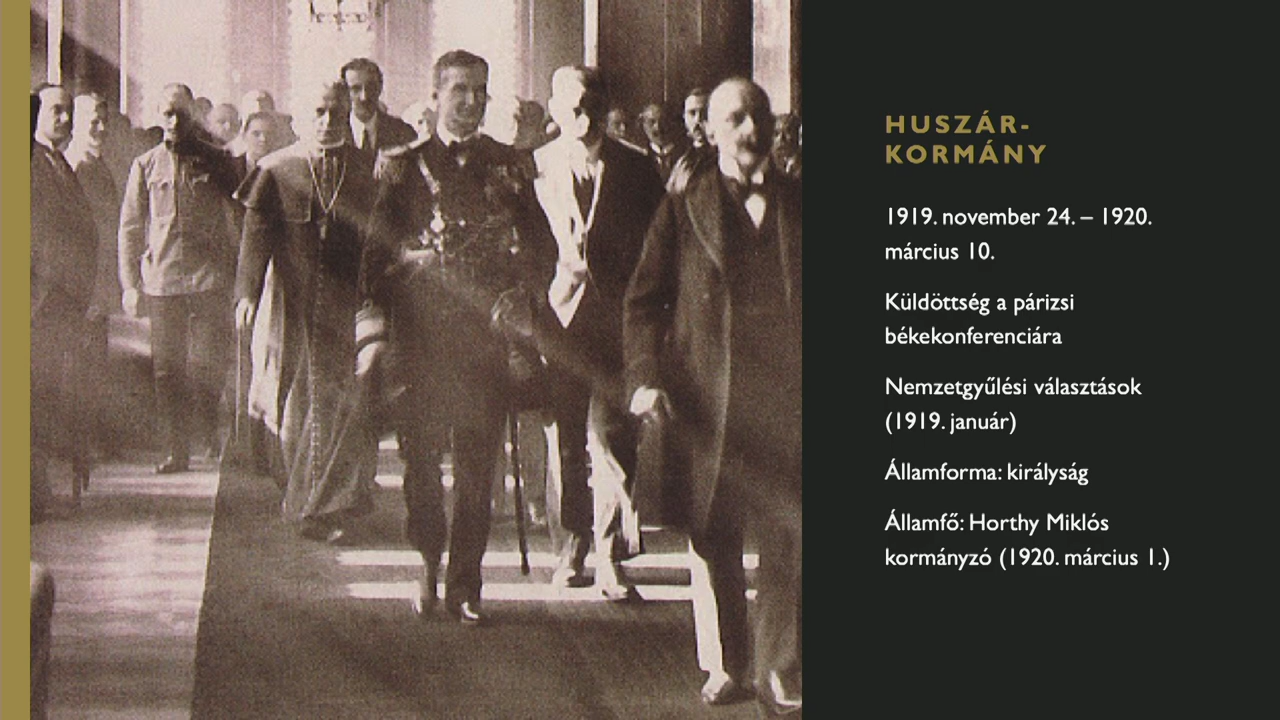 HUSZÁR-
KORMÁNY
1919. november 24. – 1920.
március 10.
Küldöttség a párizsi
békekonferenciára
Nemzetgyűlési választások
(1919. január)
Államforma: királyság
Államfő: Horthy Miklós
kormányzó (1920. március 1.)